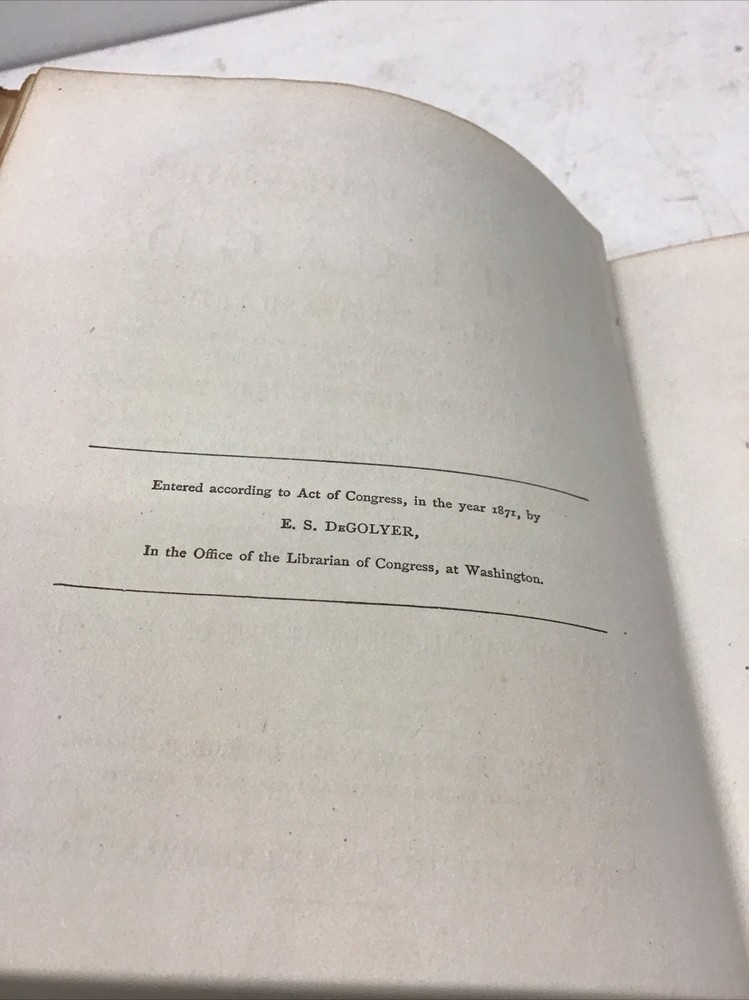 Entered according to Act of Congress, in the year 1871, by
E. S. DEGOLYER,
In the Office of the Librarian of Congress, at Washington.